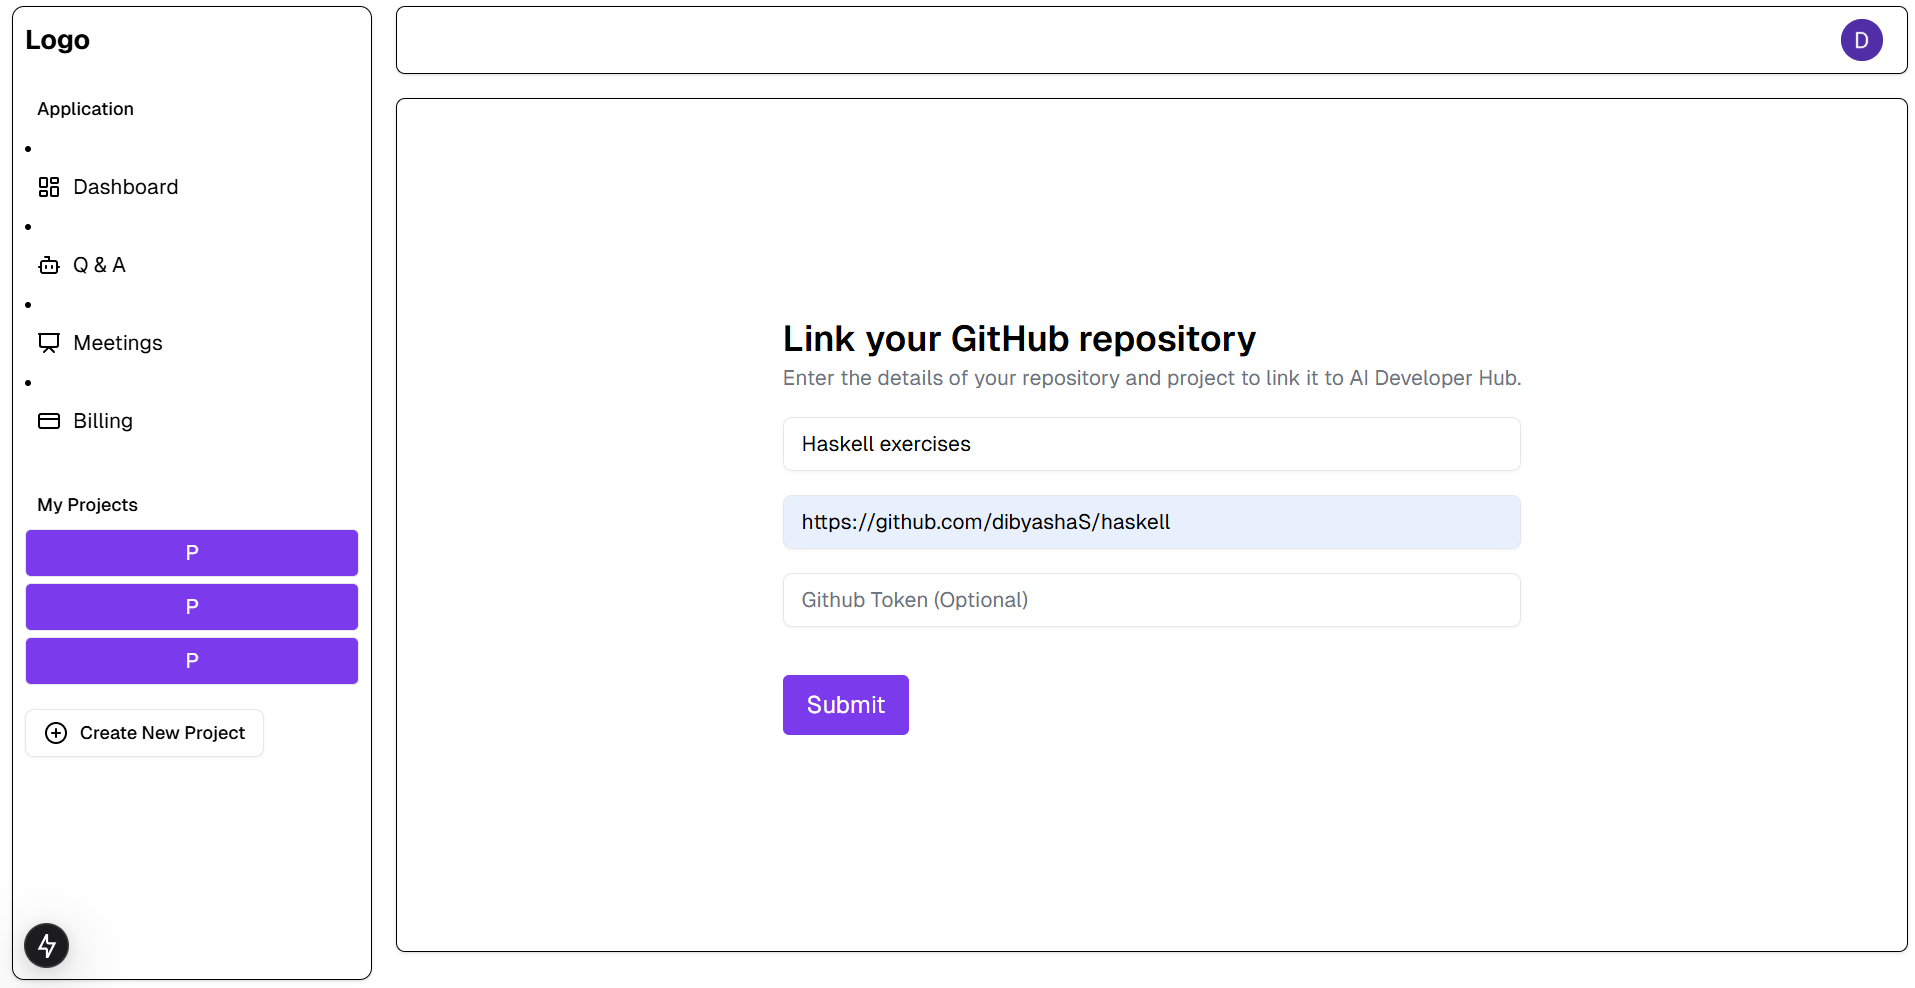 Logo
Application
Dashboard
Q & A
Meetings
Billing
My Projects
P
P
P
Create New Project
D
Link your GitHub repository
Enter the details of your repository and project to link it to AI Developer Hub.
Haskell exercises
https://github.com/dibyashaS/haskell
Github Token (Optional)
Submit